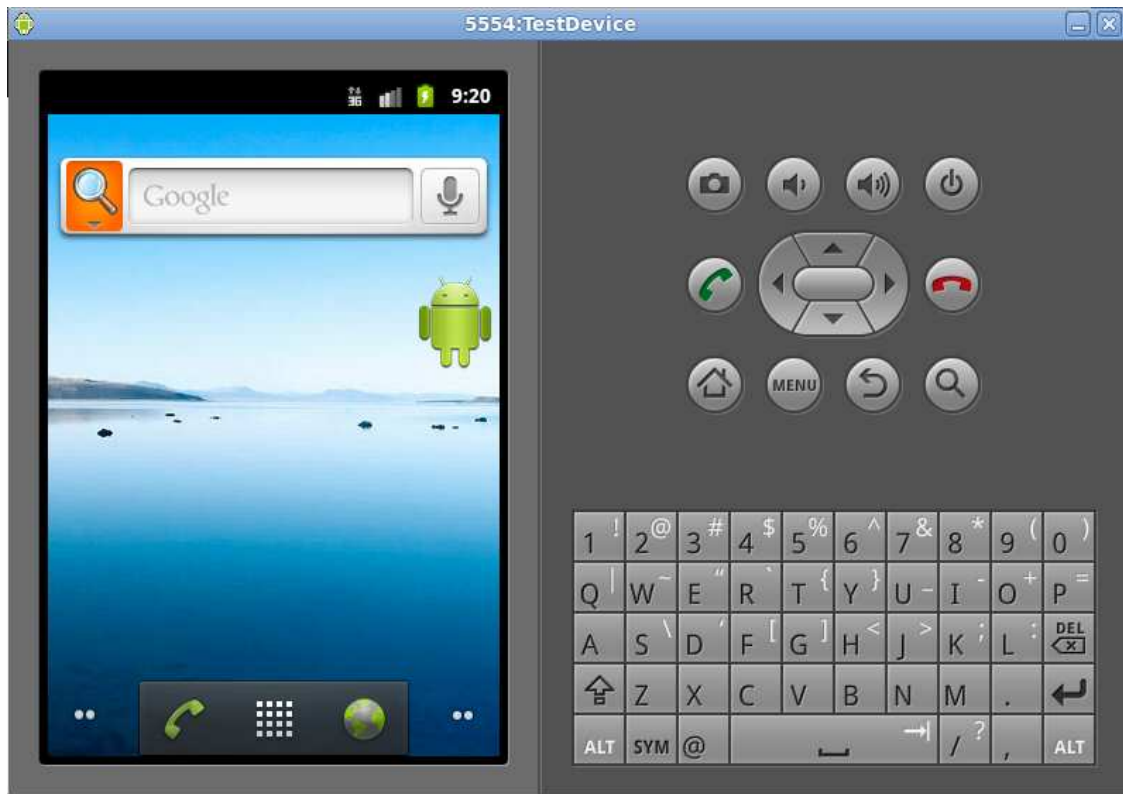 5554:TestDevice
3G 9:20
Google
MENU
1 ! 2 @ 3 # 4 $ 5 % 6 ^ 7 & 8 * 9 ( 0 )
Q | W ~ E “ R ` T { Y } U _ I - O + P =
A S \ D ‘ F [ G ] H < J > K ; L : DEL
Z X C V B N M .
ALT SYM @ / ? , ALT